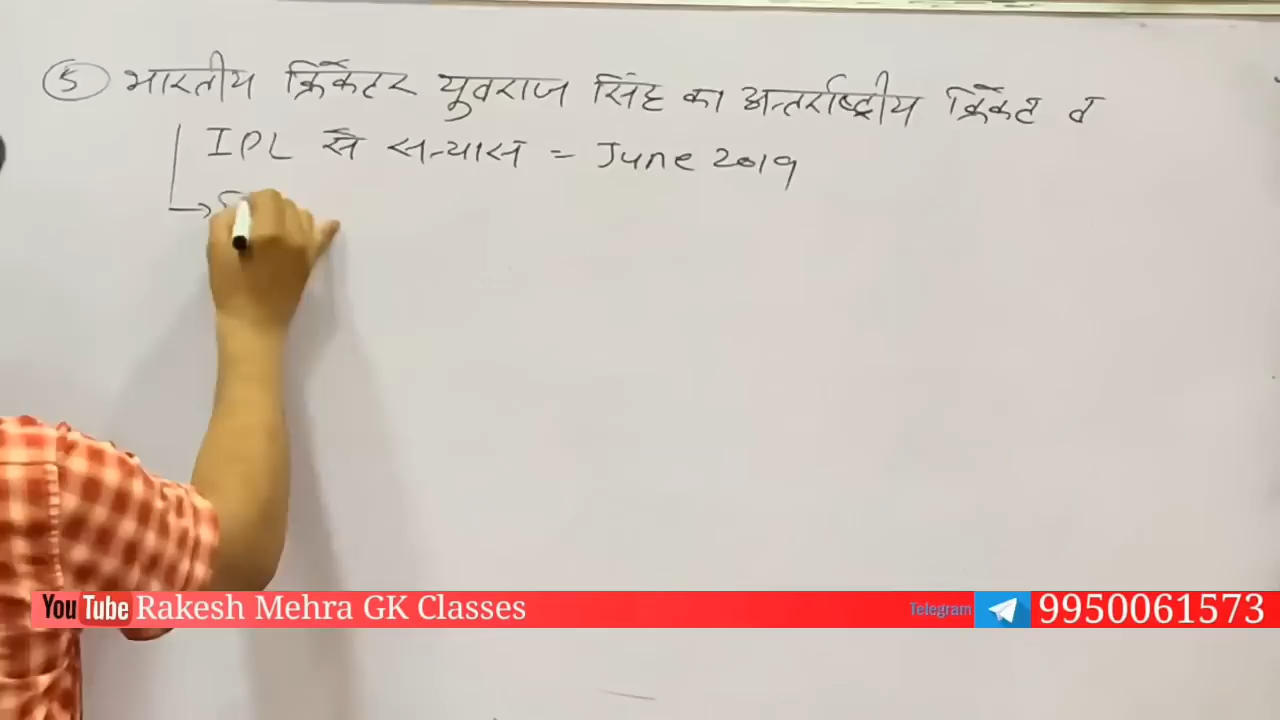 5 भारतीय क्रिकेटर युवराज सिंह का अन्तर्राष्ट्रीय क्रिकेट व
IPL से सन्यास = June 2019
YouTube Rakesh Mehra GK Classes
Telegram 9950061573